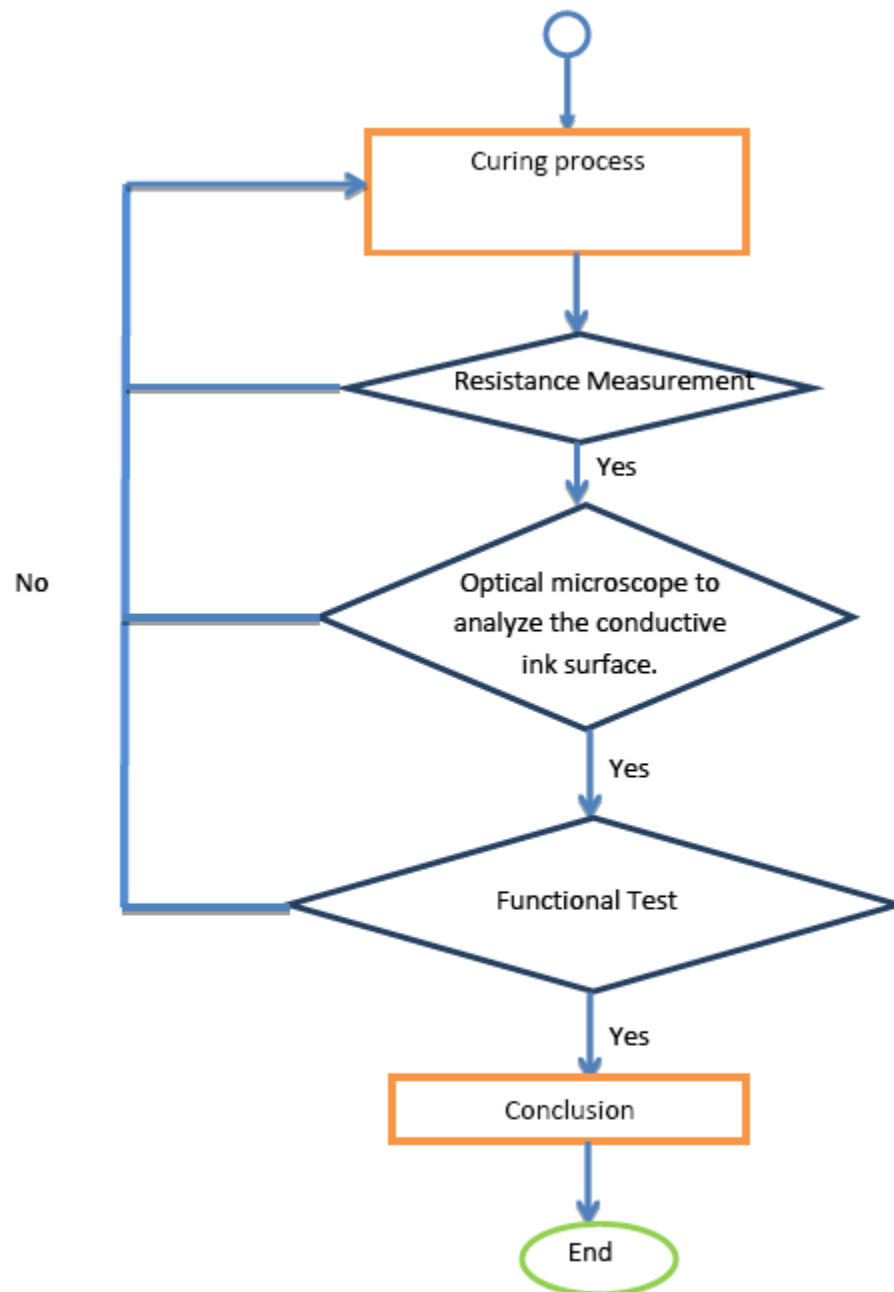 Curing process
Resistance Measurement
Yes
No
Optical microscope to
analyze the conductive
ink surface.
Yes
Functional Test
Yes
Conclusion
End